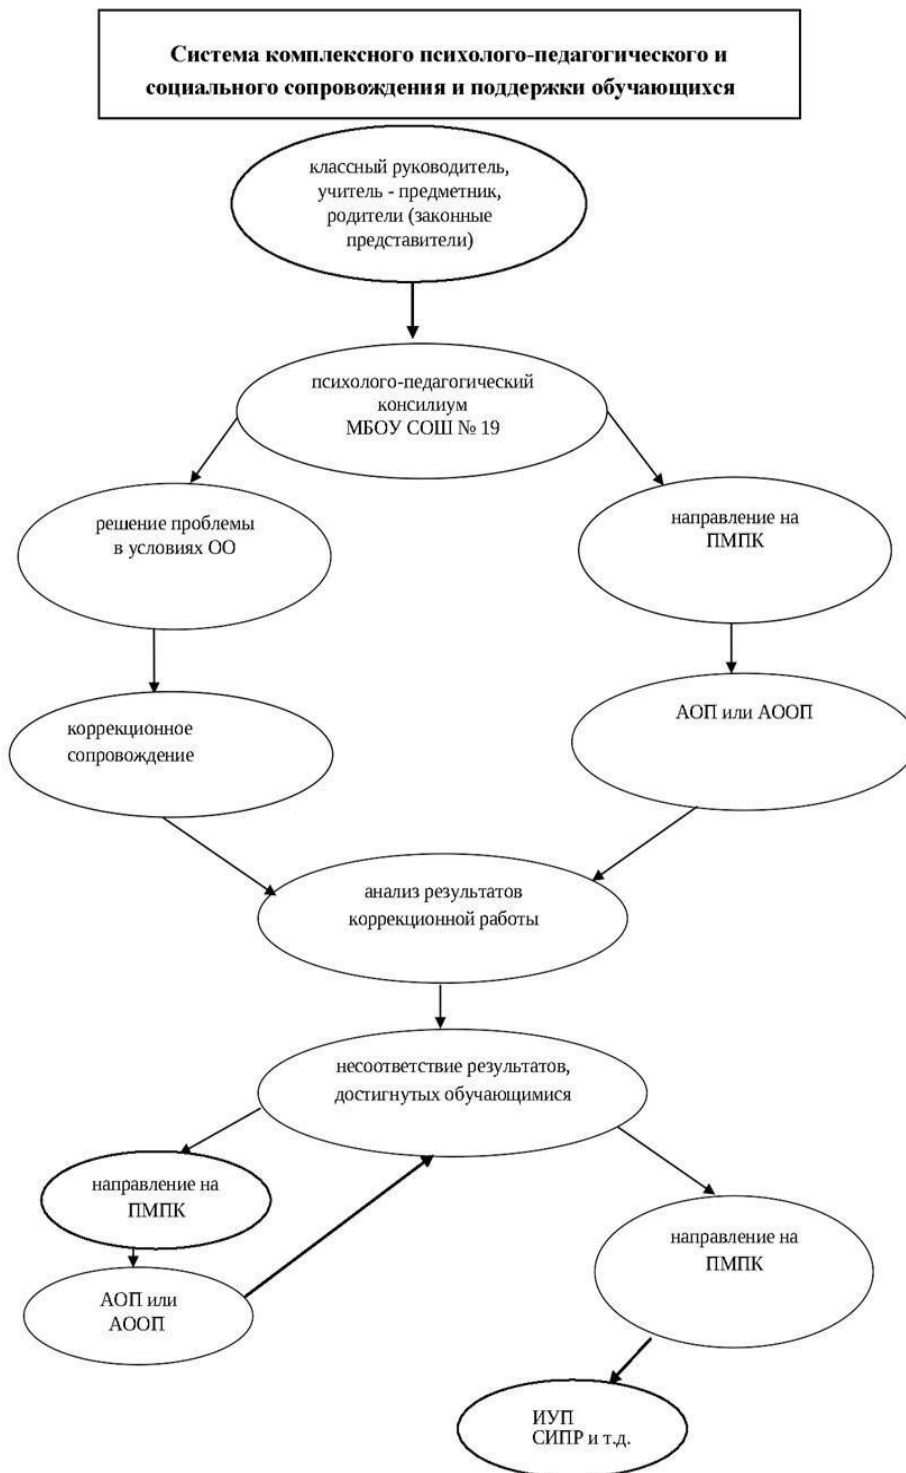 Система комплексного психолого-педагогического и
социального сопровождения и поддержки обучающихся
классный руководитель,
учитель - предметник,
родители (законные
представители)
психолого-педагогический
консилиум
МБОУ СОШ № 19
решение проблемы
в условиях ОО
направление на
ПМПК
коррекционное
сопровождение
АОП или АООП
анализ результатов
коррекционной работы
несоответствие результатов,
достигнутых обучающимися
направление на
ПМПК
АОП или
АООП
направление на
ПМПК
ИУП
СИПР и т.д.